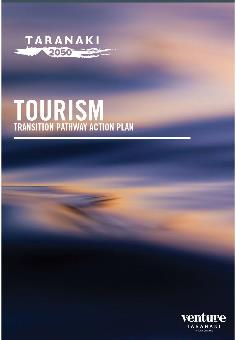 TARANAKI
2050
TOURISM
TRANSITION PATHWAY ACTION PLAN
venture
TARANAKI